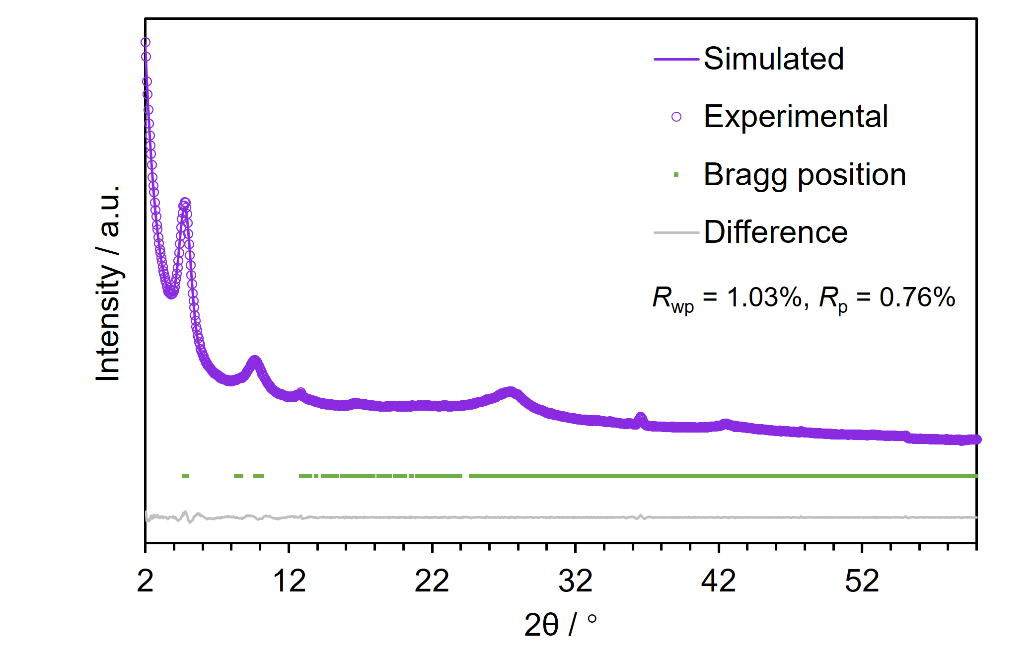 Simulated
Experimental
Bragg position
Difference
Rwp = 1.03%, Rp = 0.76%
Intensity / a.u.
2 12 22 32 42 52
2θ / °